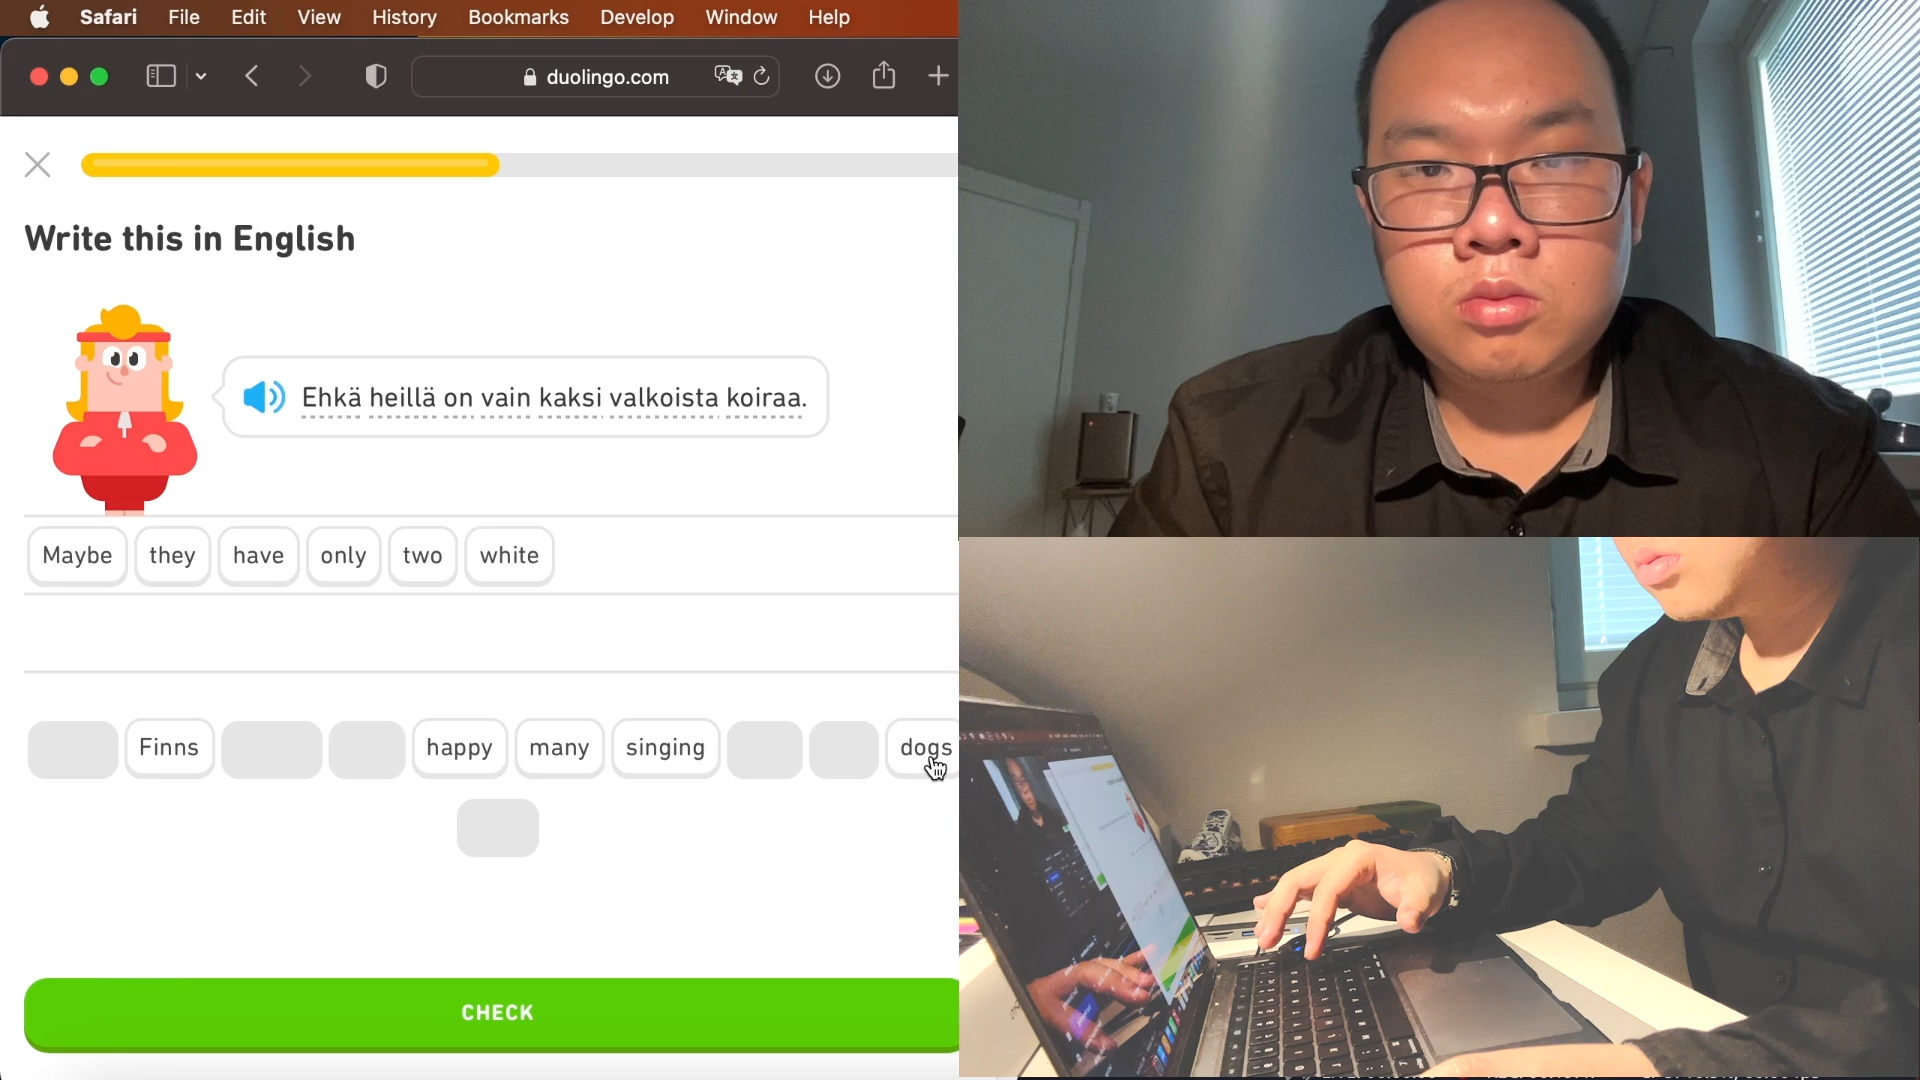 Safari File Edit View History Bookmarks Develop Window Help
duolingo.com
Write this in English
Ehkä heillä on vain kaksi valkoista koiraa.
Maybe they have only two white
Finns happy many singing dogs
CHECK